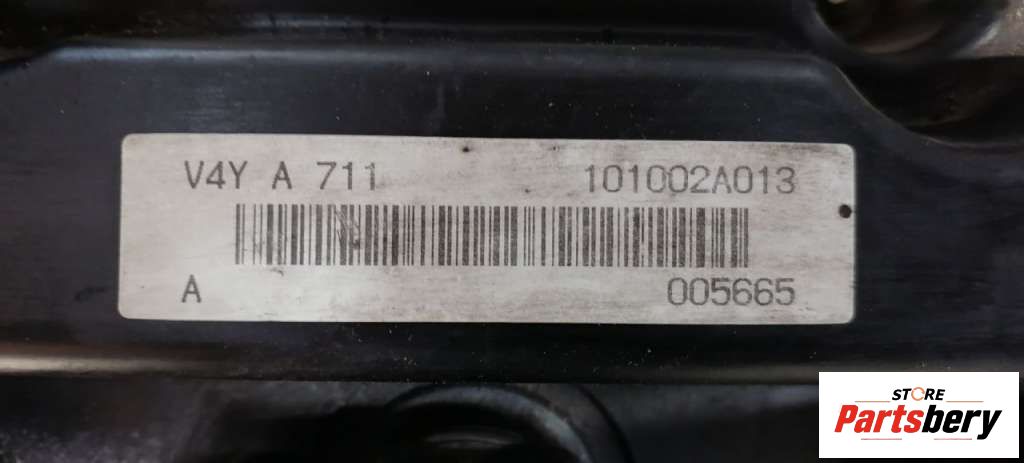 V4Y A 711 101002A013
A 005665
STORE
Partsbery